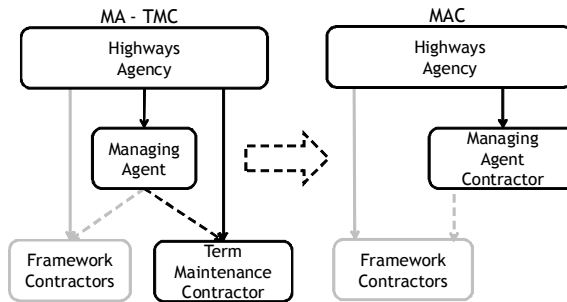 MA - TMC
Highways
Agency
Managing
Agent
Framework
Contractors
Term
Maintenance
Contractor
MAC
Highways
Agency
Managing
Agent
Contractor
Framework
Contractors